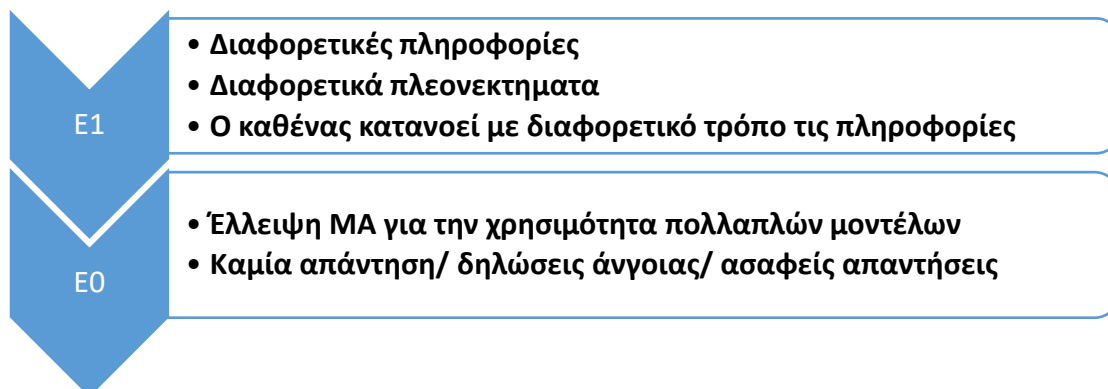 E1
• Διαφορετικές πληροφορίες
• Διαφορετικά πλεονεκτηματα
• Ο καθένας κατανοεί με διαφορετικό τρόπο τις πληροφορίες
E0
• Έλλειψη ΜΑ για την χρησιμότητα πολλαπλών μοντέλων
• Καμία απάντηση/ δηλώσεις άνγοιας/ ασαφείς απαντήσεις